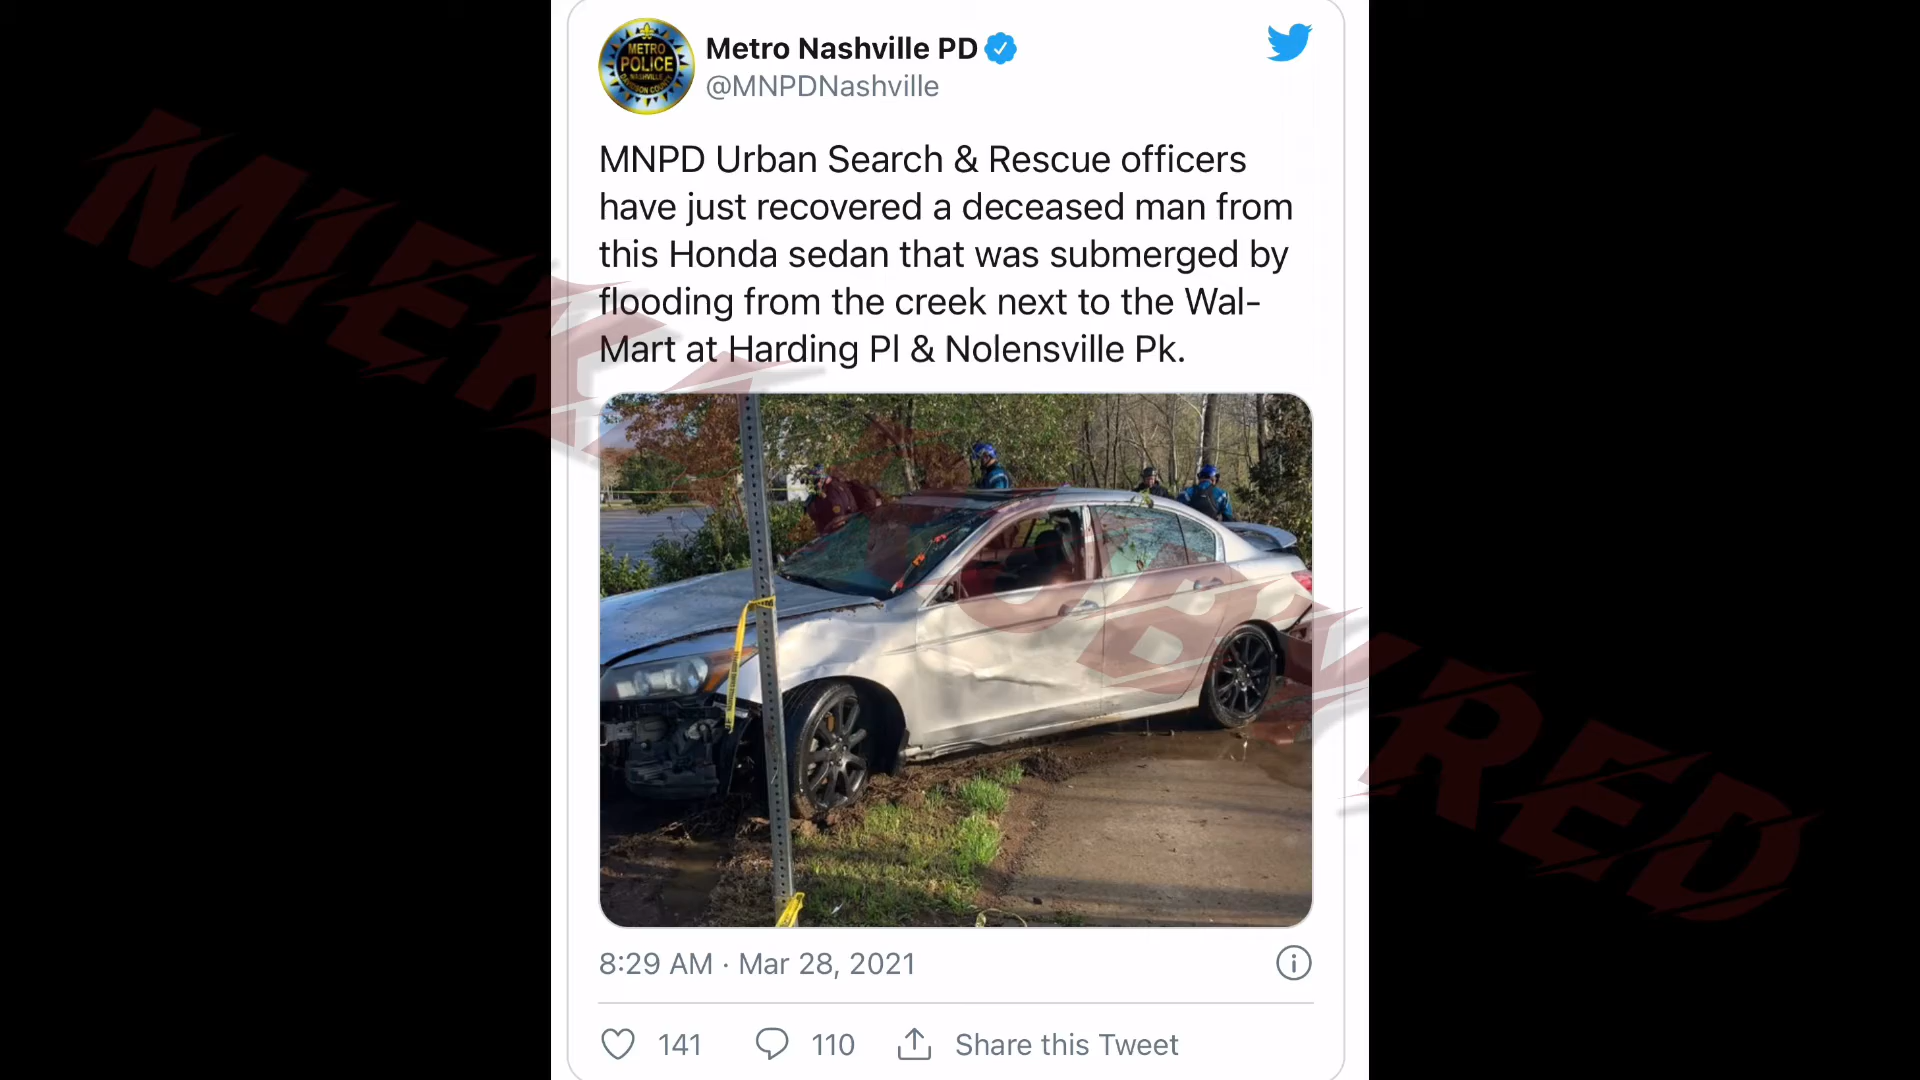 METRO
POLICE
NASHVILLE
Metro Nashville PD
@MNPDNashville
MNPD Urban Search & Rescue officers
have just recovered a deceased man from
this Honda sedan that was submerged by
flooding from the creek next to the Wal-
Mart at Harding Pl & Nolensville Pk.
8:29 AM · Mar 28, 2021
141
110
Share this Tweet